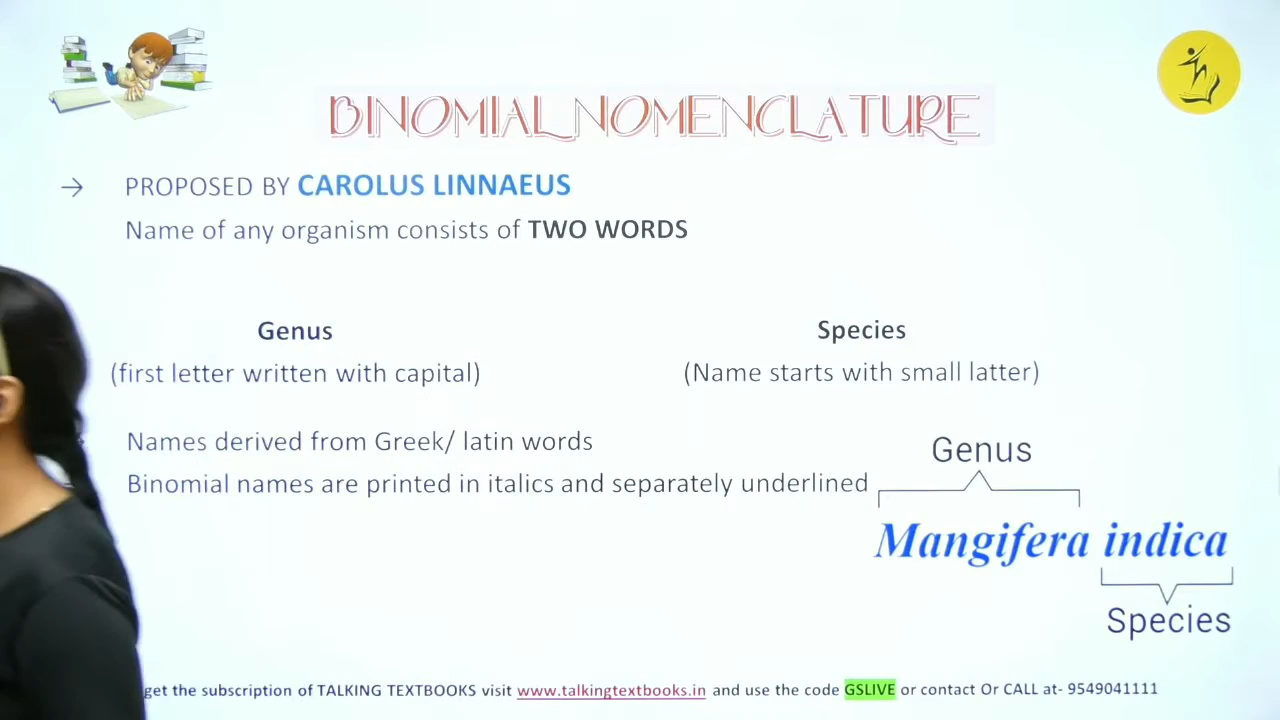 BINOMIAL NOMENCLATURE
→ PROPOSED BY CAROLUS LINNAEUS
Name of any organism consists of TWO WORDS
Genus
Species
(first letter written with capital)
(Name starts with small latter)
Names derived from Greek/ latin words
Binomial names are printed in italics and separately underlined
Genus
Mangifera indica
Species
get the subscription of TALKING TEXTBOOKS visit www.talkingtextbooks.in and use the code GSLIVE or contact Or CALL at- 9549041111